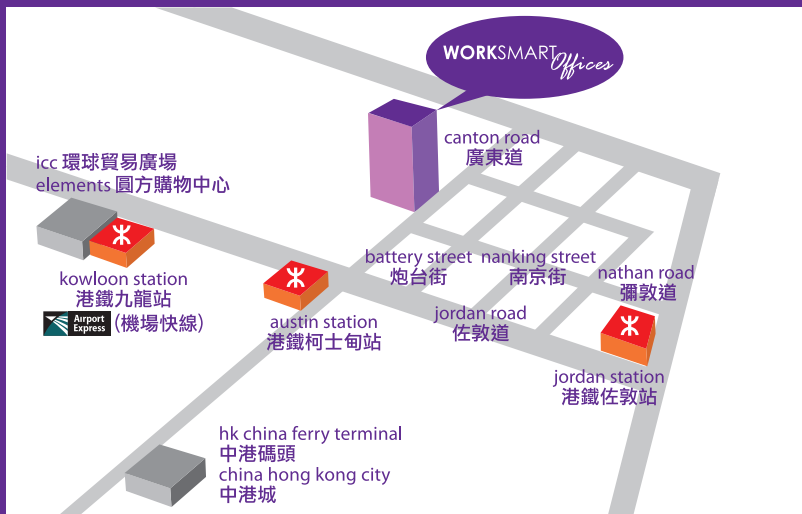 WORKSMART Offices
canton road
廣東道
icc 環球貿易廣場
elements 圓方購物中心
kowloon station
港鐵九龍站
Airport
Express (機場快線)
austin station
港鐵柯士甸站
battery street
炮台街
nanking street
南京街
nathan road
彌敦道
jordan road
佐敦道
jordan station
港鐵佐敦站
hk china ferry terminal
中港碼頭
china hong kong city
中港城